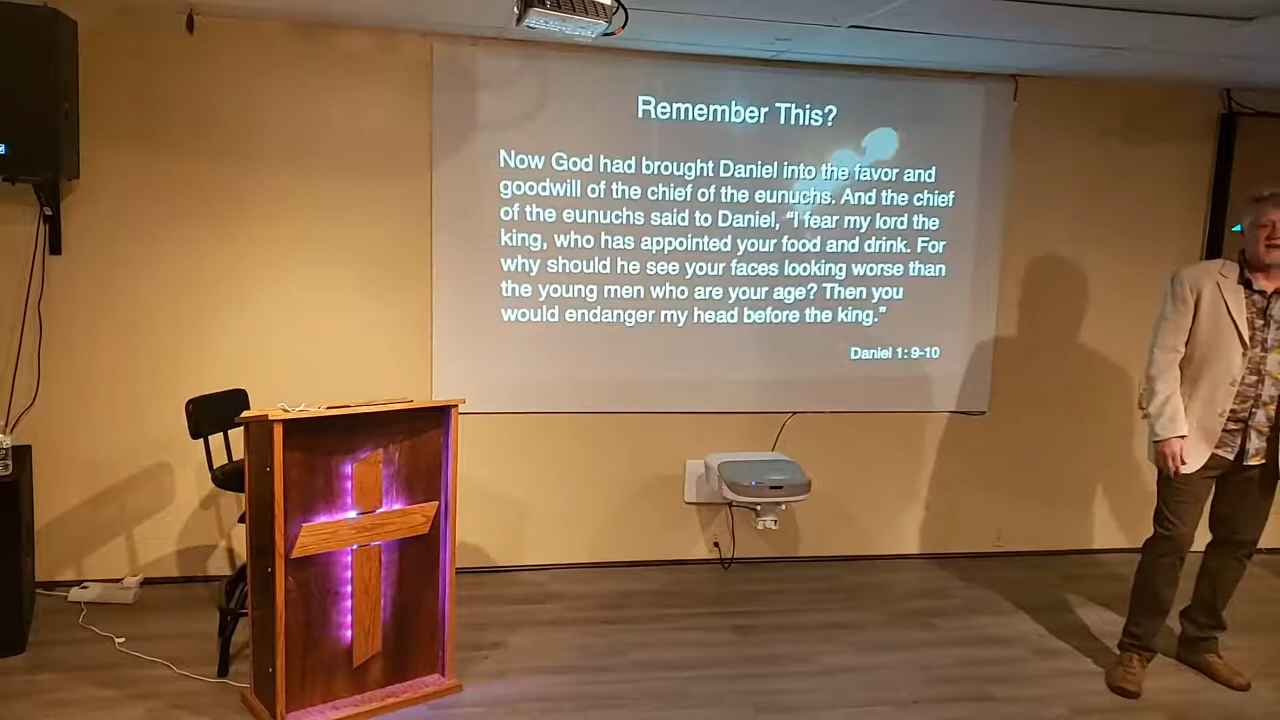 Remember This?
Now God had brought Daniel into the favor and
goodwill of the chief of the eunuchs. And the chief
of the eunuchs said to Daniel, “I fear my lord the
king, who has appointed your food and drink. For
why should he see your faces looking worse than
the young men who are your age? Then you
would endanger my head before the king.”
Daniel 1: 9-10